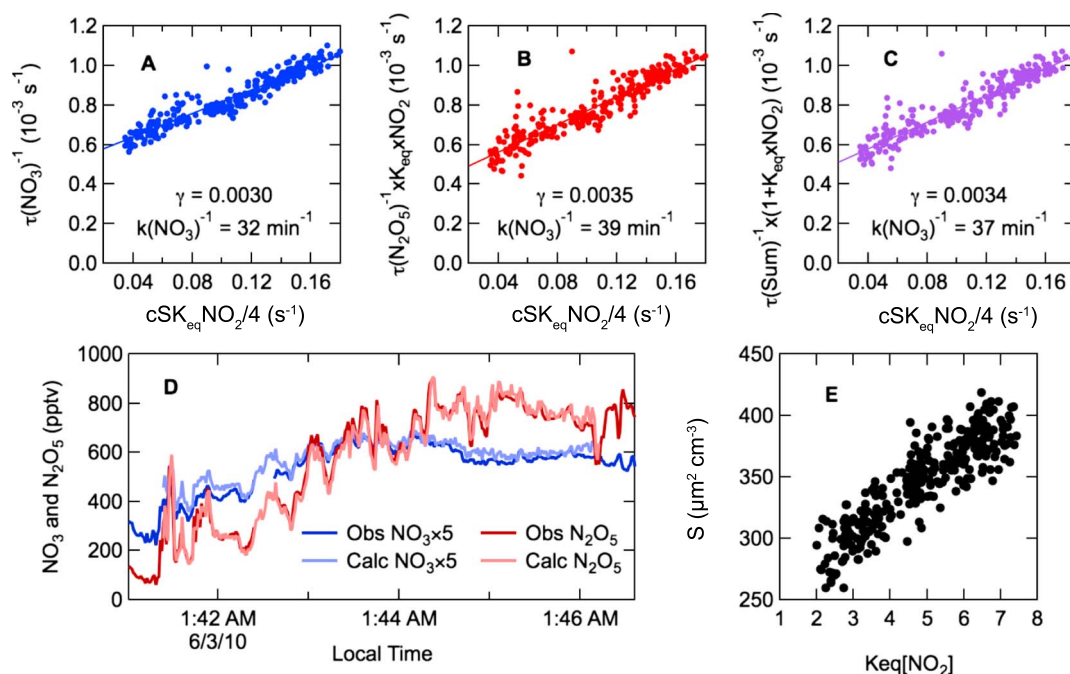 A
τ(NO₃)⁻¹ (10⁻³ s⁻¹)
1.2
1.0
0.8
0.6
0.4
0.2
0.0
γ = 0.0030
k(NO₃)⁻¹ = 32 min⁻¹
0.04 0.08 0.12 0.16
cSKeqNO₂/4 (s⁻¹)
B
τ(N₂O₅)⁻¹xKeqxNO₂ (10⁻³ s⁻¹)
1.2
1.0
0.8
0.6
0.4
0.2
0.0
γ = 0.0035
k(NO₃)⁻¹ = 39 min⁻¹
0.04 0.08 0.12 0.16
cSKeqNO₂/4 (s⁻¹)
C
τ(Sum)⁻¹x(1+KeqxNO₂) (10⁻³ s⁻¹)
1.2
1.0
0.8
0.6
0.4
0.2
0.0
γ = 0.0034
k(NO₃)⁻¹ = 37 min⁻¹
0.04 0.08 0.12 0.16
cSKeqNO₂/4 (s⁻¹)
D
NO₃ and N₂O₅ (pptv)
1000
800
600
400
200
0
Obs NO₃×5 Obs N₂O₅
Calc NO₃×5 Calc N₂O₅
1:42 AM 1:44 AM 1:46 AM
6/3/10
Local Time
E
S (μm² cm⁻³)
450
400
350
300
250
1 2 3 4 5 6 7 8
Keq[NO₂]